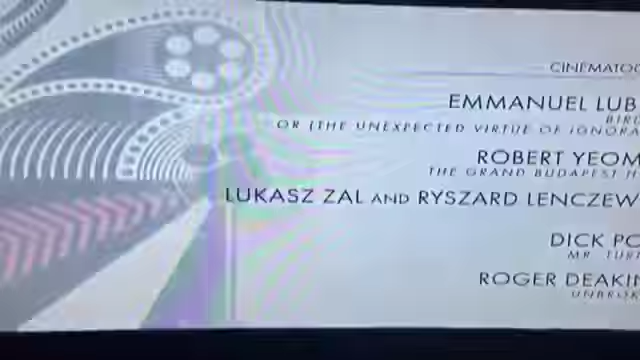 CINEMATOG
EMMANUEL LUB
BIRD
OR (THE UNEXPECTED VIRTUE OF IGNORA
ROBERT YEOM
THE GRAND BUDAPEST H
LUKASZ ZAL AND RYSZARD LENCZEW
DICK PO
MR. TUR
ROGER DEAKIN
UNBROK